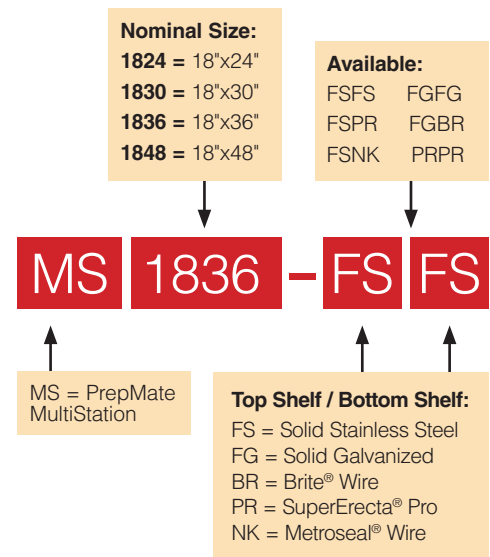 Nominal Size:
1824 = 18"x24"
1830 = 18"x30"
1836 = 18"x36"
1848 = 18"x48"
Available:
FSFS FGFG
FSPR FGBR
FSNK PRPR
MS 1836 – FS FS
MS = PrepMate
MultiStation
Top Shelf / Bottom Shelf:
FS = Solid Stainless Steel
FG = Solid Galvanized
BR = Brite® Wire
PR = SuperErecta® Pro
NK = Metroseal® Wire